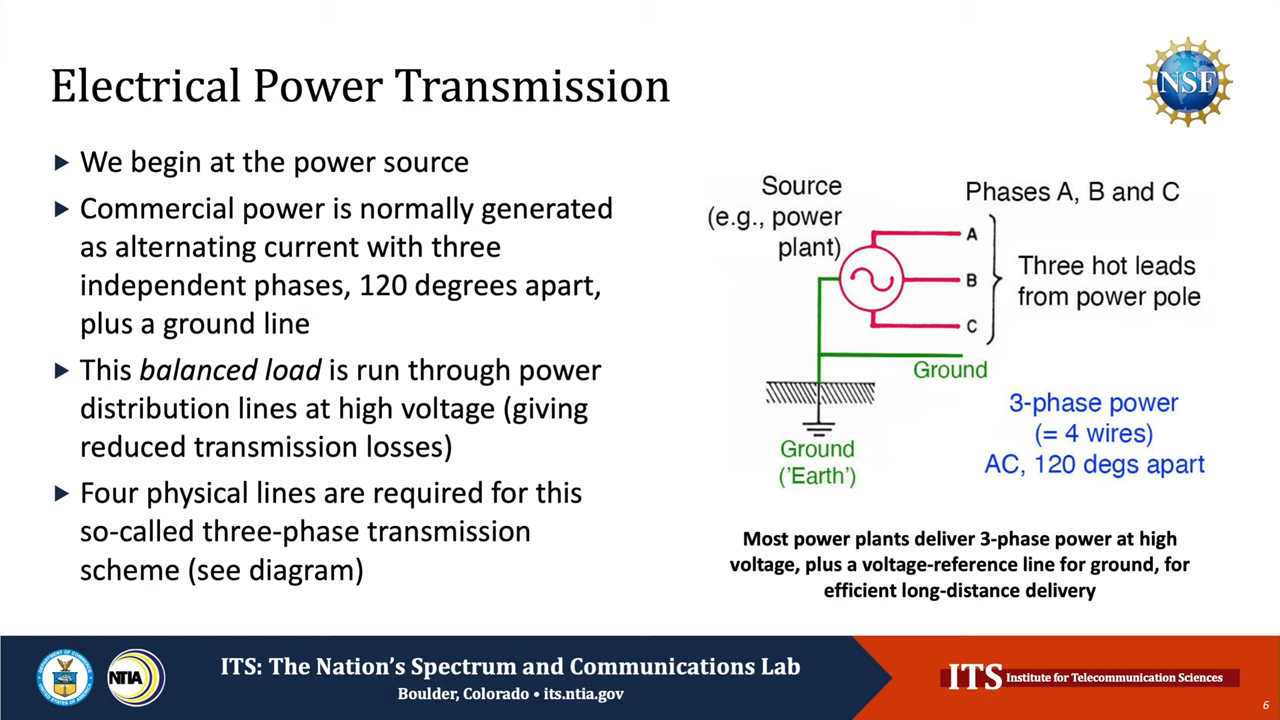 Electrical Power Transmission
NSF
We begin at the power source
Commercial power is normally generated
as alternating current with three
independent phases, 120 degrees apart,
plus a ground line
This balanced load is run through power
distribution lines at high voltage (giving
reduced transmission losses)
Four physical lines are required for this
so-called three-phase transmission
scheme (see diagram)
Source
(e.g., power
plant)
Phases A, B and C
A
B
C
Three hot leads
from power pole
Ground
Ground
('Earth')
3-phase power
(= 4 wires)
AC, 120 degs apart
Most power plants deliver 3-phase power at high
voltage, plus a voltage-reference line for ground, for
efficient long-distance delivery
NTIA
ITS: The Nation's Spectrum and Communications Lab
Boulder, Colorado • its.ntia.gov
ITS Institute for Telecommunication Sciences
6